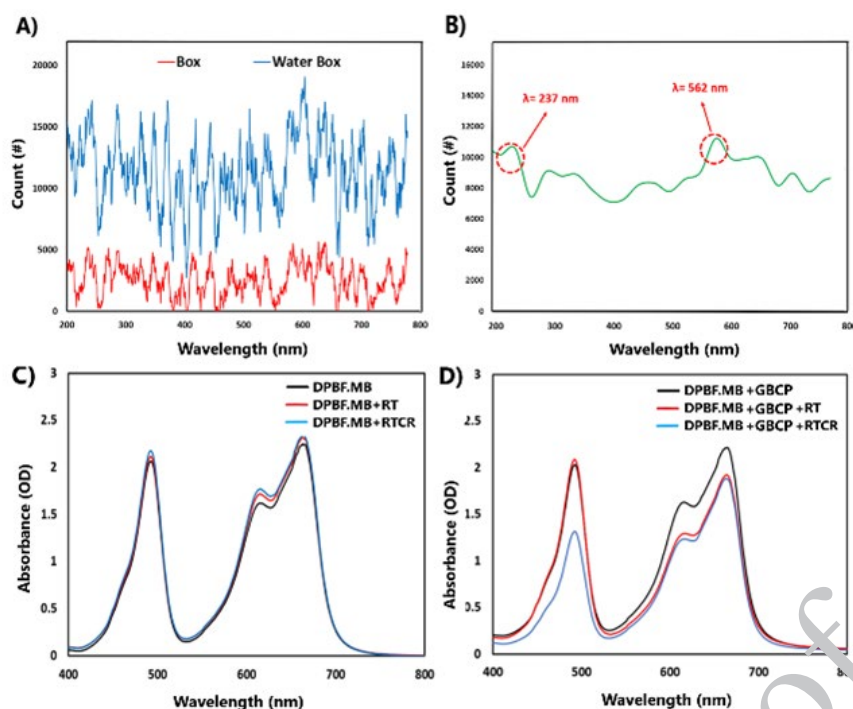 A)
Box
Water Box
20000
15000
10000
5000
0
200 300 400 500 600 700 800
Count (#)
Wavelength (nm)
B)
λ= 237 nm
λ= 562 nm
16000
14000
12000
10000
8000
6000
4000
2000
0
200 300 400 500 600 700 800
Count (#)
Wavelength (nm)
C)
DPBF.MB
DPBF.MB+RT
DPBF.MB+RTCR
3
2.5
2
1.5
1
0.5
0
400 500 600 700 800
Absorbance (OD)
Wavelength (nm)
D)
DPBF.MB +GBCP
DPBF.MB +GBCP +RT
DPBF.MB +GBCP +RTCR
3
2.5
2
1.5
1
0.5
0
400 500 600 700 800
Absorbance (OD)
Wavelength (nm)
of